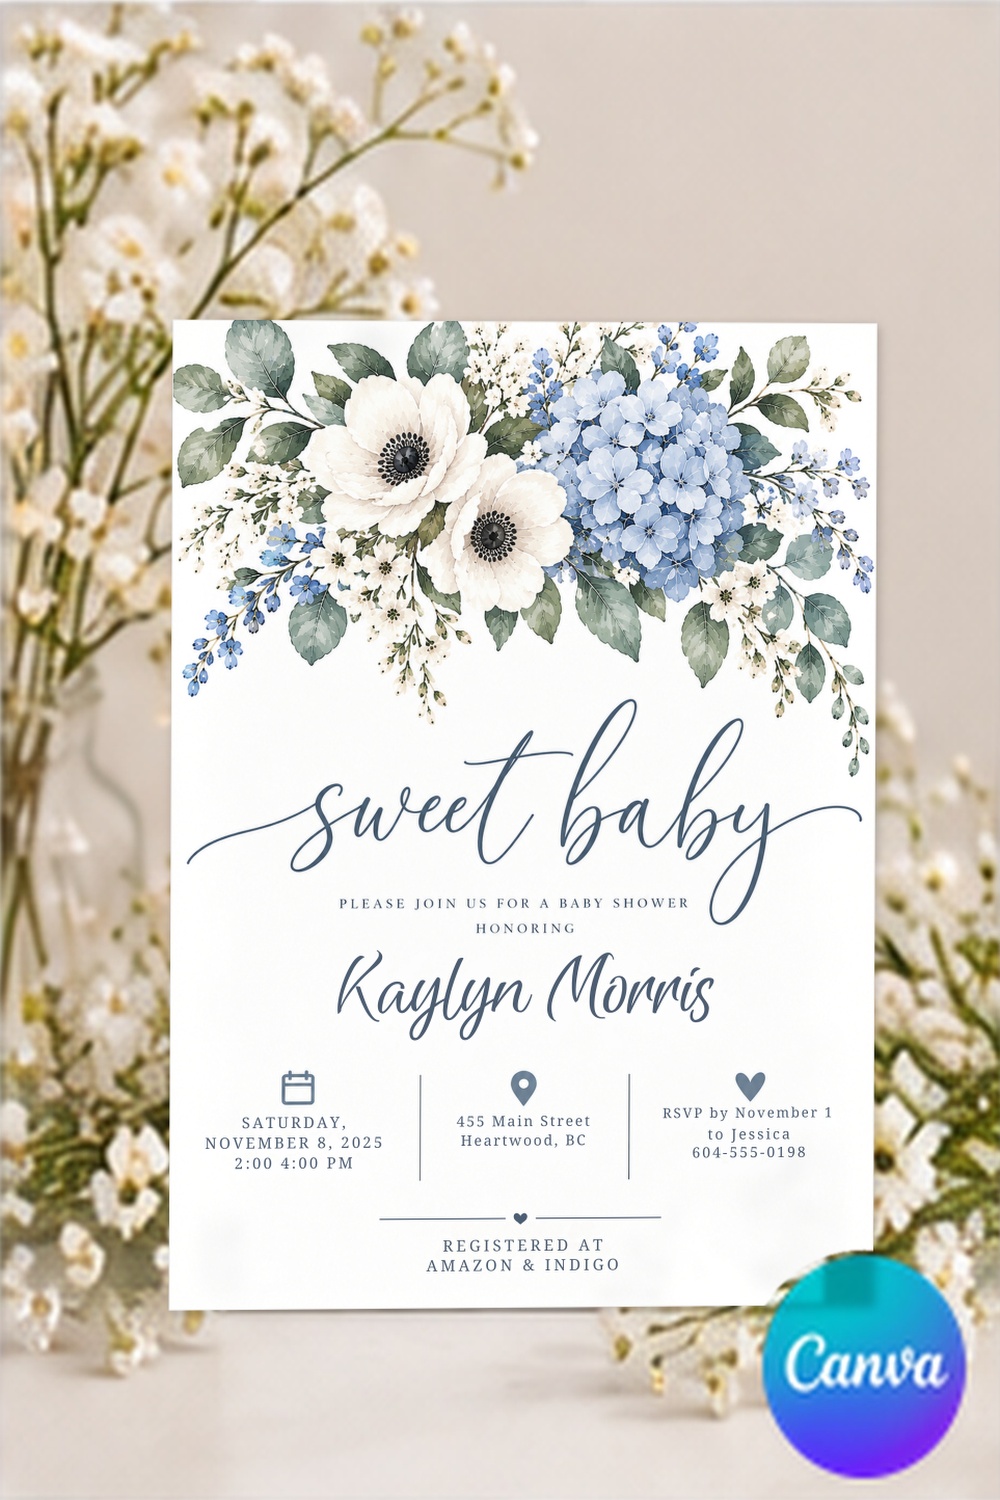 sweet baby
PLEASE JOIN US FOR A BABY SHOWER
HONORING
Kaylyn Morris
SATURDAY,
NOVEMBER 8, 2025
2:00 4:00 PM
455 Main Street
Heartwood, BC
RSVP by November 1
to Jessica
604-555-0198
REGISTERED AT
AMAZON & INDIGO
Canva